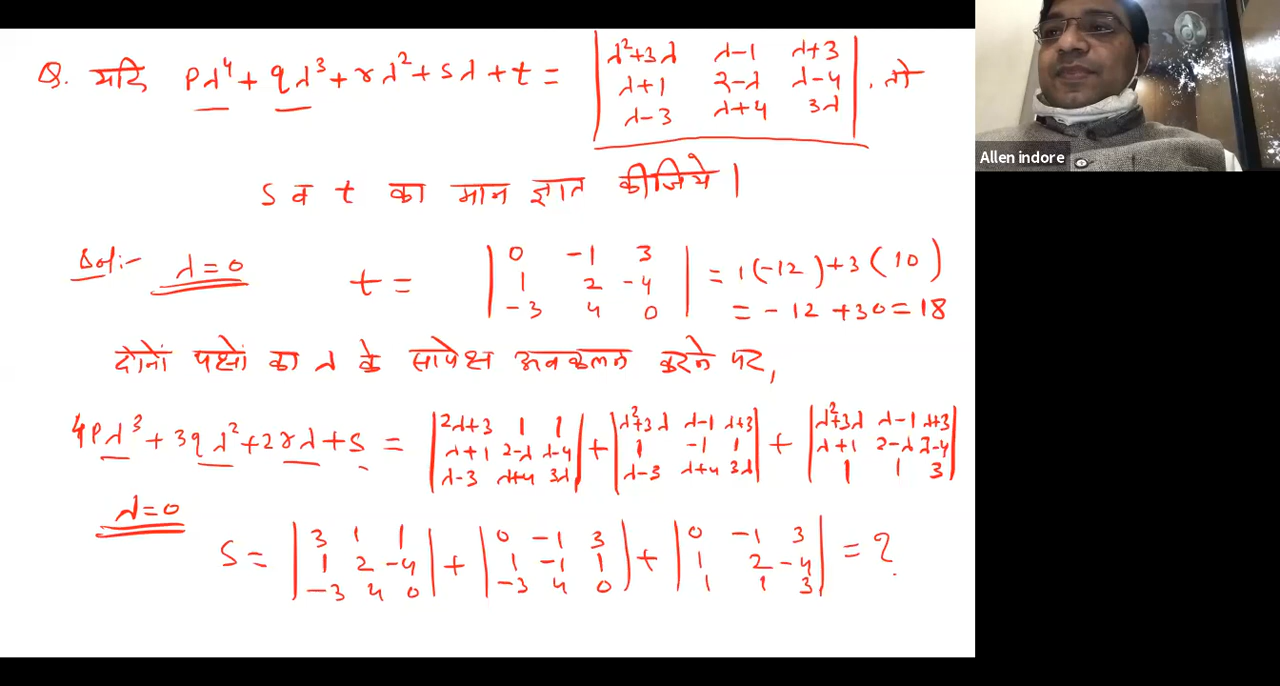 Q. यदि pλ⁴ + qλ³ + rλ² + sλ + t = | λ²+3λ λ-1 λ+3 |
| λ+1 2-λ λ-4 | , तो
| λ-3 λ+4 3λ |
s व t का मान ज्ञात कीजिये |
Sol:- λ=0 t = | 0 -1 3 |
| 1 2 -4 | = 1(-12)+3(10)
| -3 4 0 | = -12+30=18
दोनों पक्षों का λ के सापेक्ष अवकलन करने पर,
4pλ³ + 3qλ² + 2rλ + s = | 2λ+3 1 1 | + | λ²+3λ λ-1 λ+3 | + | λ²+3λ λ-1 λ+3 |
| λ+1 2-λ λ-4 | | 1 -1 1 | | λ+1 2-λ λ-4 |
| λ-3 λ+4 3λ | | λ-3 λ+4 3λ | | 1 1 3 |
λ=0
S = | 3 1 1 | + | 0 -1 3 | + | 0 -1 3 | = ?
| 1 2 -4 | | 1 -1 1 | | 1 2 -4 |
| -3 4 0 | | -3 4 0 | | 1 1 3 |
Allen indore